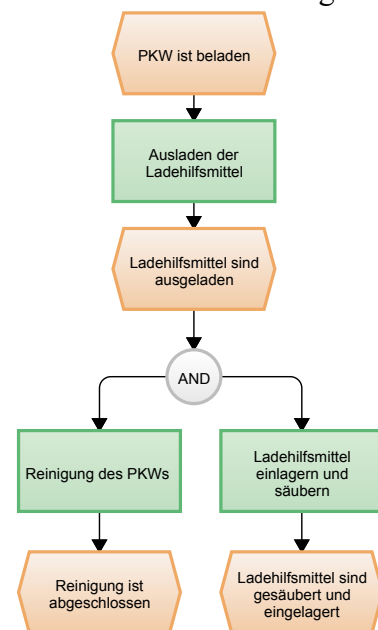 PKW ist beladen
Ausladen der
Ladehilfsmittel
Ladehilfsmittel sind
ausgeladen
AND
Reinigung des PKWs
Ladehilfsmittel
einlagern und
säubern
Reinigung ist
abgeschlossen
Ladehilfsmittel sind
gesäubert und
eingelagert